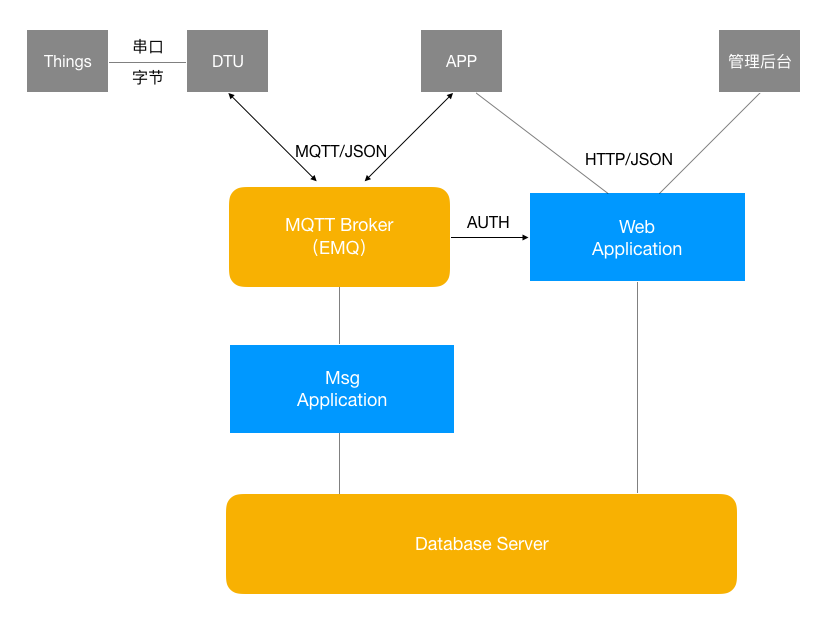 Things
串口
字节
DTU
APP
管理后台
MQTT/JSON
HTTP/JSON
MQTT Broker
（EMQ）
AUTH
Web
Application
Msg
Application
Database Server